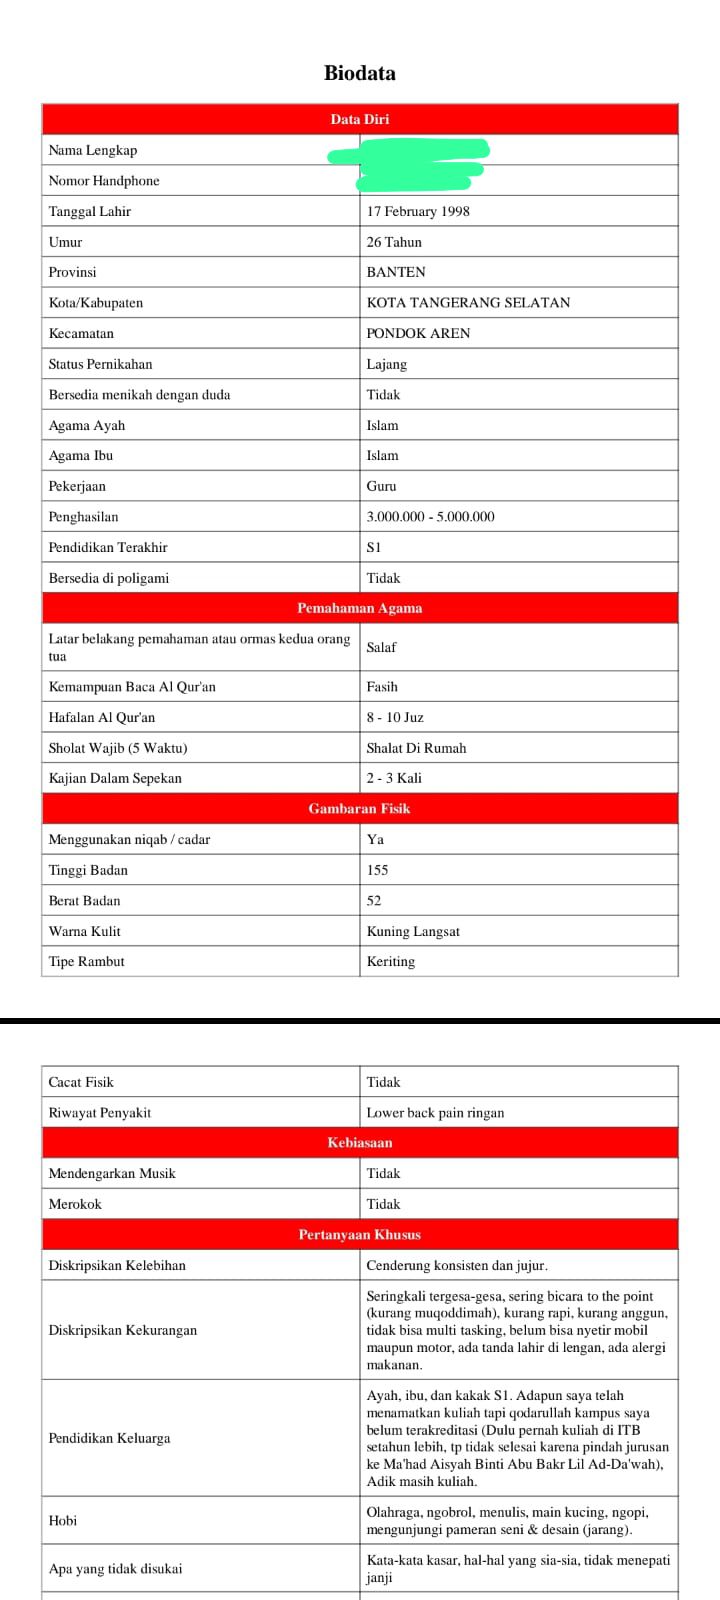 Biodata
Data Diri
Nama Lengkap
Nomor Handphone
Tanggal Lahir 17 February 1998
Umur 26 Tahun
Provinsi BANTEN
Kota/Kabupaten KOTA TANGERANG SELATAN
Kecamatan PONDOK AREN
Status Pernikahan Lajang
Bersedia menikah dengan duda Tidak
Agama Ayah Islam
Agama Ibu Islam
Pekerjaan Guru
Penghasilan 3.000.000 - 5.000.000
Pendidikan Terakhir S1
Bersedia di poligami Tidak
Pemahaman Agama
Latar belakang pemahaman atau ormas kedua orang
tua
Salaf
Kemampuan Baca Al Qur'an Fasih
Hafalan Al Qur'an 8 - 10 Juz
Sholat Wajib (5 Waktu) Shalat Di Rumah
Kajian Dalam Sepekan 2 - 3 Kali
Gambaran Fisik
Menggunakan niqab / cadar Ya
Tinggi Badan 155
Berat Badan 52
Warna Kulit Kuning Langsat
Tipe Rambut Keriting
Cacat Fisik Tidak
Riwayat Penyakit Lower back pain ringan
Kebiasaan
Mendengarkan Musik Tidak
Merokok Tidak
Pertanyaan Khusus
Diskripsikan Kelebihan Cenderung konsisten dan jujur.
Diskripsikan Kekurangan
Seringkali tergesa-gesa, sering bicara to the point
(kurang muqoddimah), kurang rapi, kurang anggun,
tidak bisa multi tasking, belum bisa nyetir mobil
maupun motor, ada tanda lahir di lengan, ada alergi
makanan.
Pendidikan Keluarga
Ayah, ibu, dan kakak S1. Adapun saya telah
menamatkan kuliah tapi qodarullah kampus saya
belum terakreditasi (Dulu pernah kuliah di ITB
setahun lebih, tp tidak selesai karena pindah jurusan
ke Ma'had Aisyah Binti Abu Bakr Lil Ad-Da'wah),
Adik masih kuliah.
Hobi
Olahraga, ngobrol, menulis, main kucing, ngopi,
mengunjungi pameran seni & desain (jarang).
Apa yang tidak disukai
Kata-kata kasar, hal-hal yang sia-sia, tidak menepati
janji